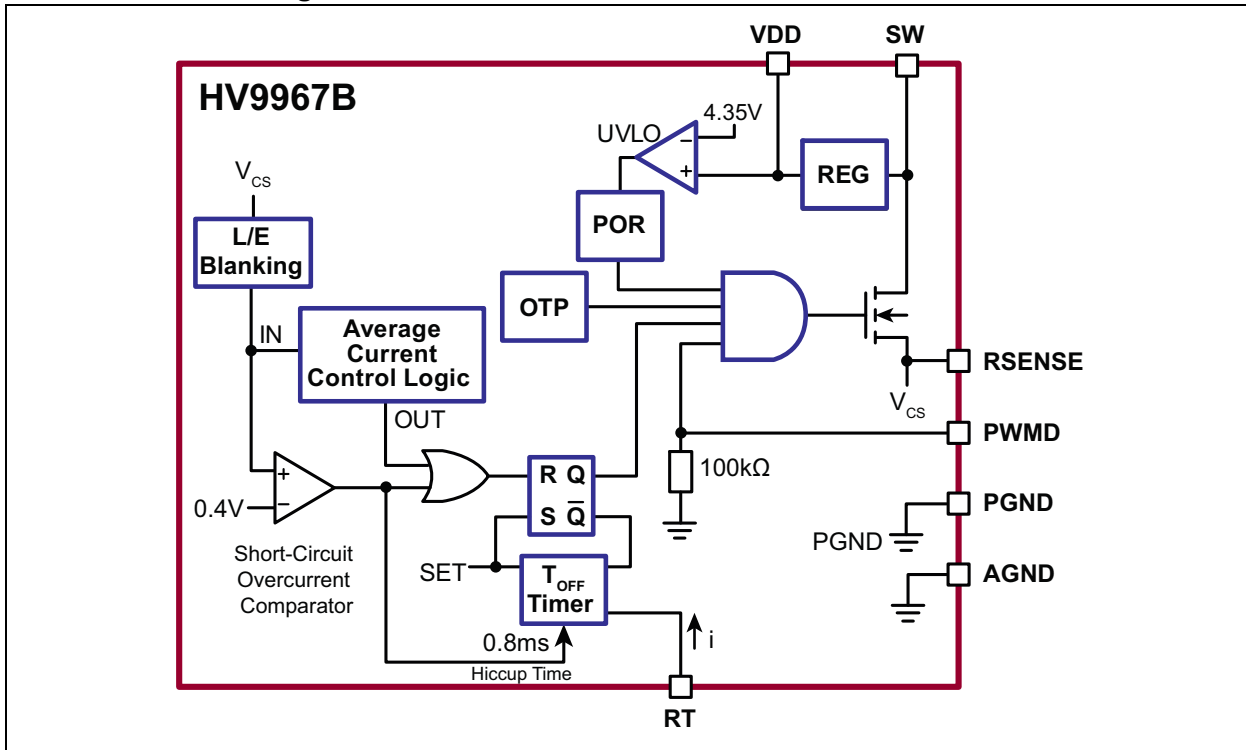 VDD
SW
HV9967B
4.35V
UVLO
−
+
REG
VCS
L/E
Blanking
POR
OTP
IN
Average
Current
Control Logic
OUT
RSENSE
VCS
PWMD
100kΩ
+
−
0.4V
R Q
S Q̅
PGND
PGND
Short-Circuit
Overcurrent
Comparator
SET
TOFF
Timer
AGND
0.8ms
Hiccup Time
i
RT